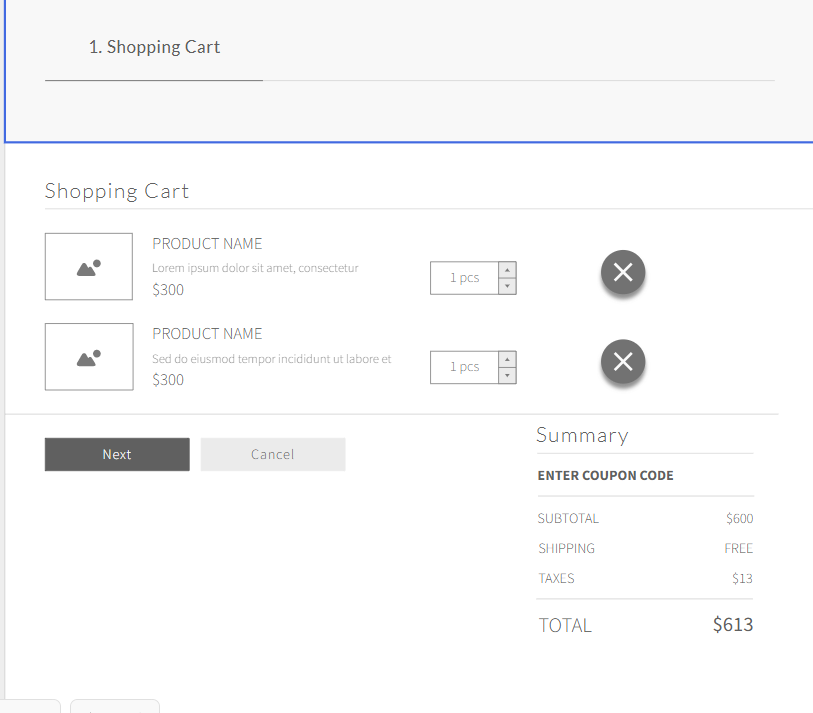 1. Shopping Cart
Shopping Cart
PRODUCT NAME
Lorem ipsum dolor sit amet, consectetur
$300
1 pcs
PRODUCT NAME
Sed do eiusmod tempor incididunt ut labore et
$300
1 pcs
Next
Cancel
Summary
ENTER COUPON CODE
SUBTOTAL $600
SHIPPING FREE
TAXES $13
TOTAL $613